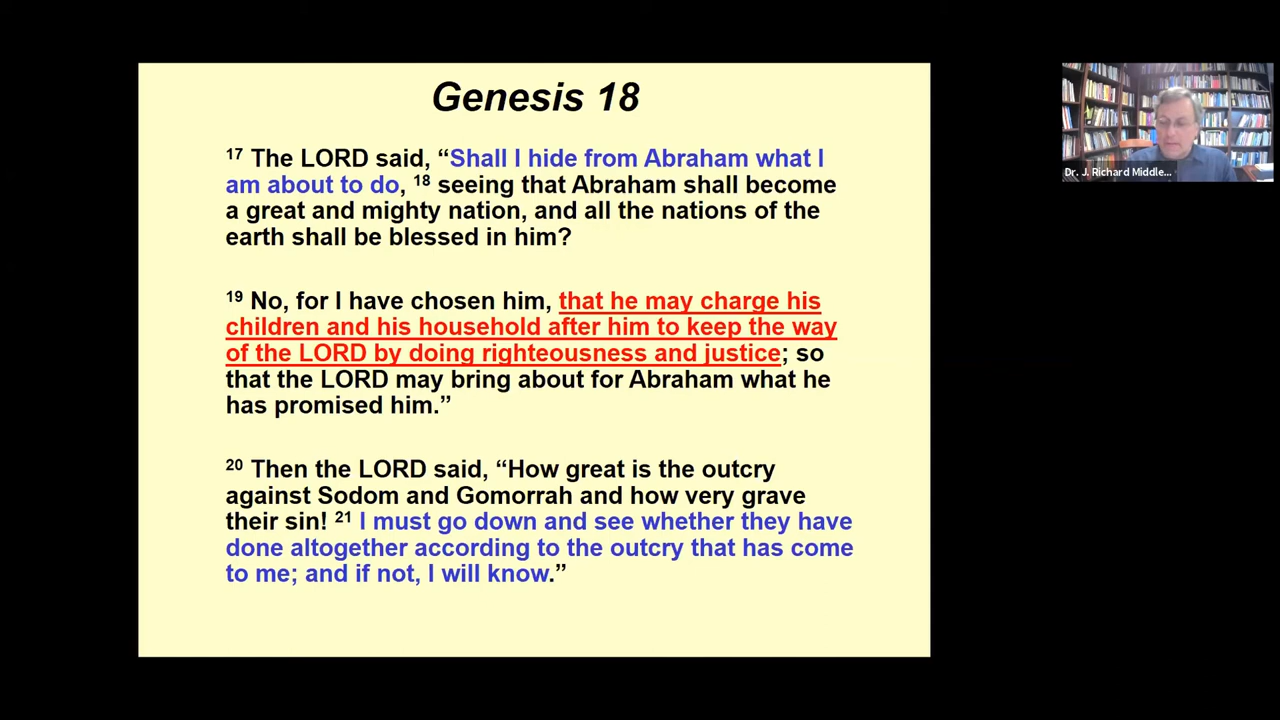 Genesis 18
17 The LORD said, “Shall I hide from Abraham what I
am about to do, 18 seeing that Abraham shall become
a great and mighty nation, and all the nations of the
earth shall be blessed in him?
19 No, for I have chosen him, that he may charge his
children and his household after him to keep the way
of the LORD by doing righteousness and justice; so
that the LORD may bring about for Abraham what he
has promised him.”
20 Then the LORD said, “How great is the outcry
against Sodom and Gomorrah and how very grave
their sin! 21 I must go down and see whether they have
done altogether according to the outcry that has come
to me; and if not, I will know.”
Dr. J. Richard Middle...